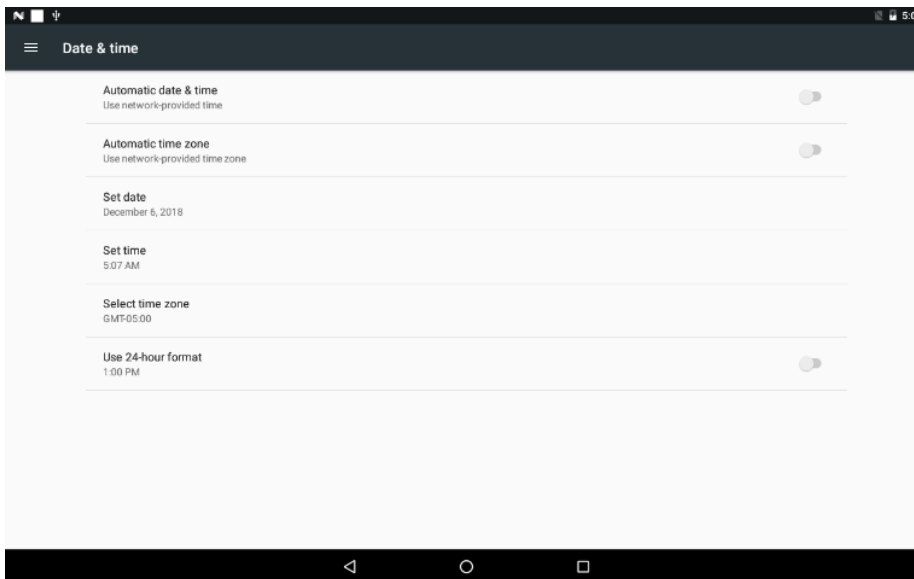 N
Date & time
Automatic date & time
Use network-provided time
Automatic time zone
Use network-provided time zone
Set date
December 6, 2018
Set time
5:07 AM
Select time zone
GMT-05:00
Use 24-hour format
1:00 PM